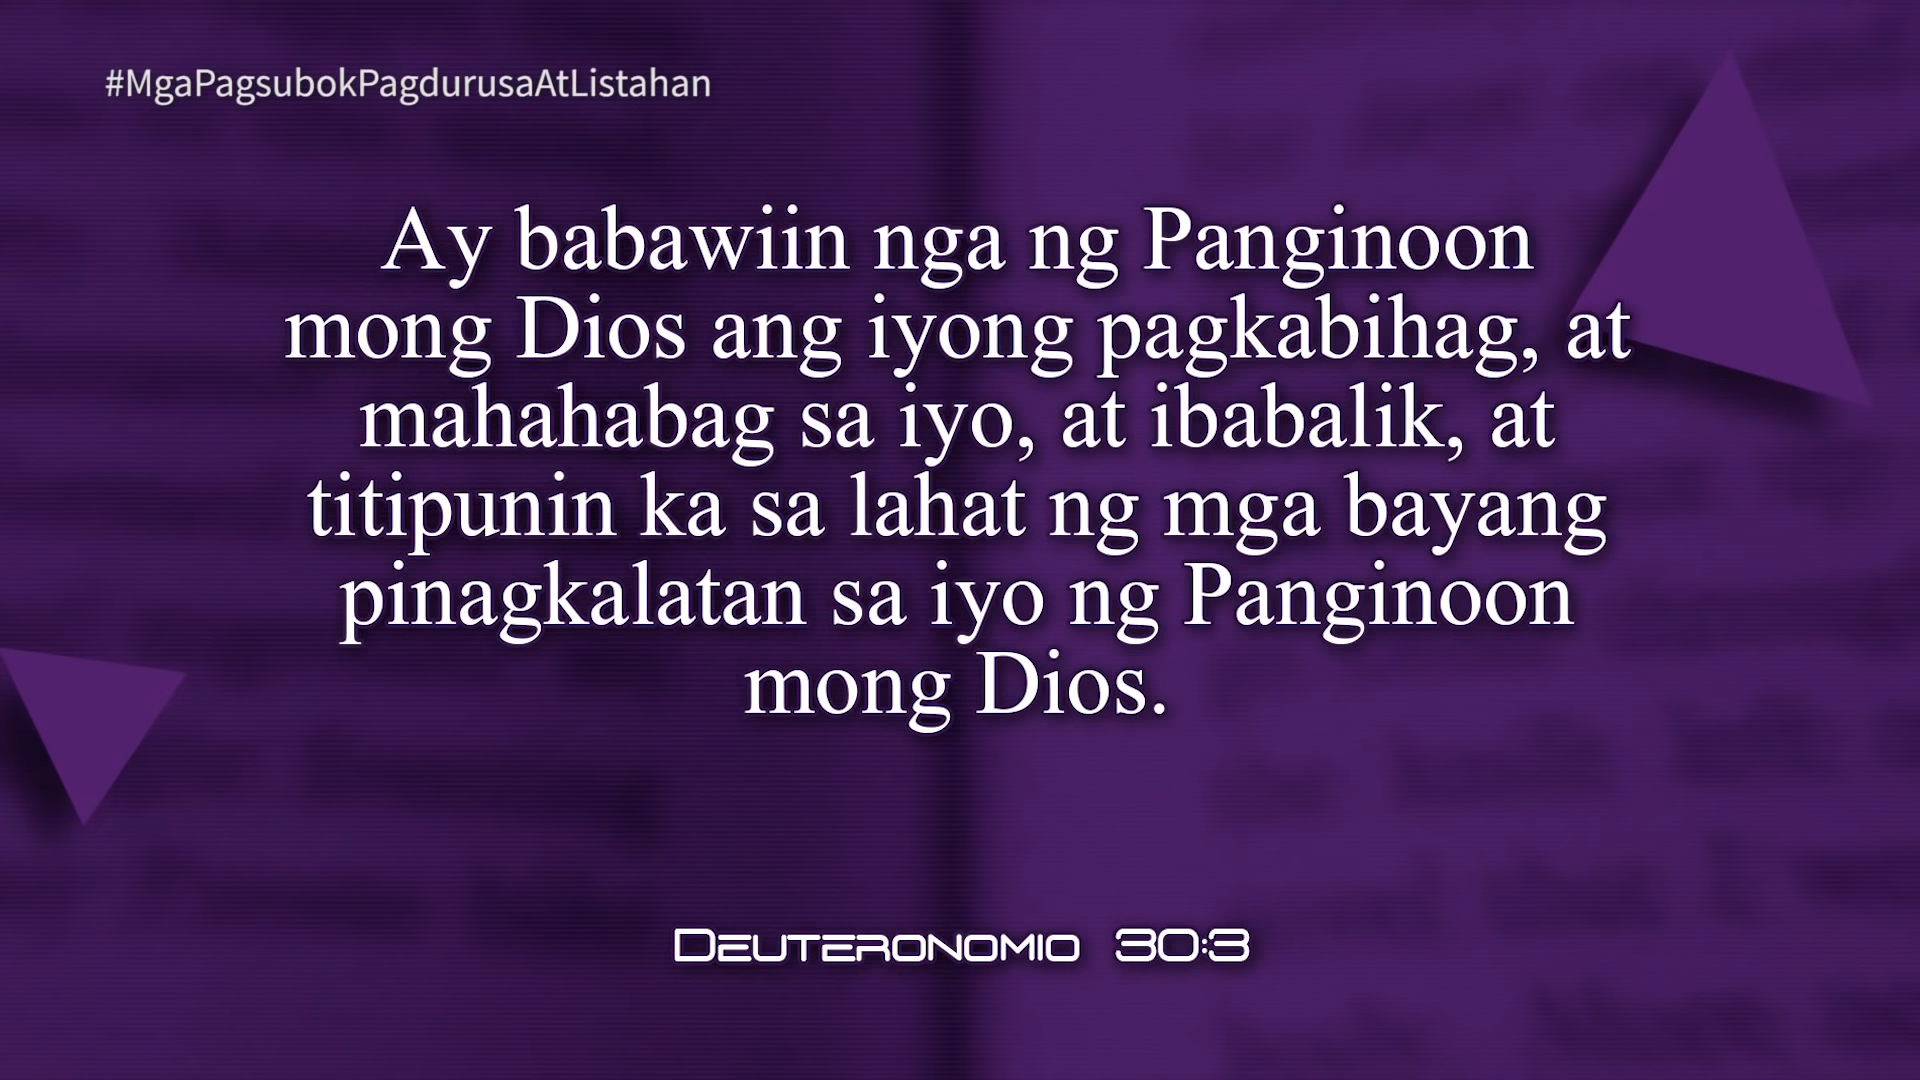 #MgaPagsubokPagdurusaAtListahan
Ay babawiin nga ng Panginoon
mong Dios ang iyong pagkabihag, at
mahahabag sa iyo, at ibabalik, at
titipunin ka sa lahat ng mga bayang
pinagkalatan sa iyo ng Panginoon
mong Dios.
Deuteronomio 30:3